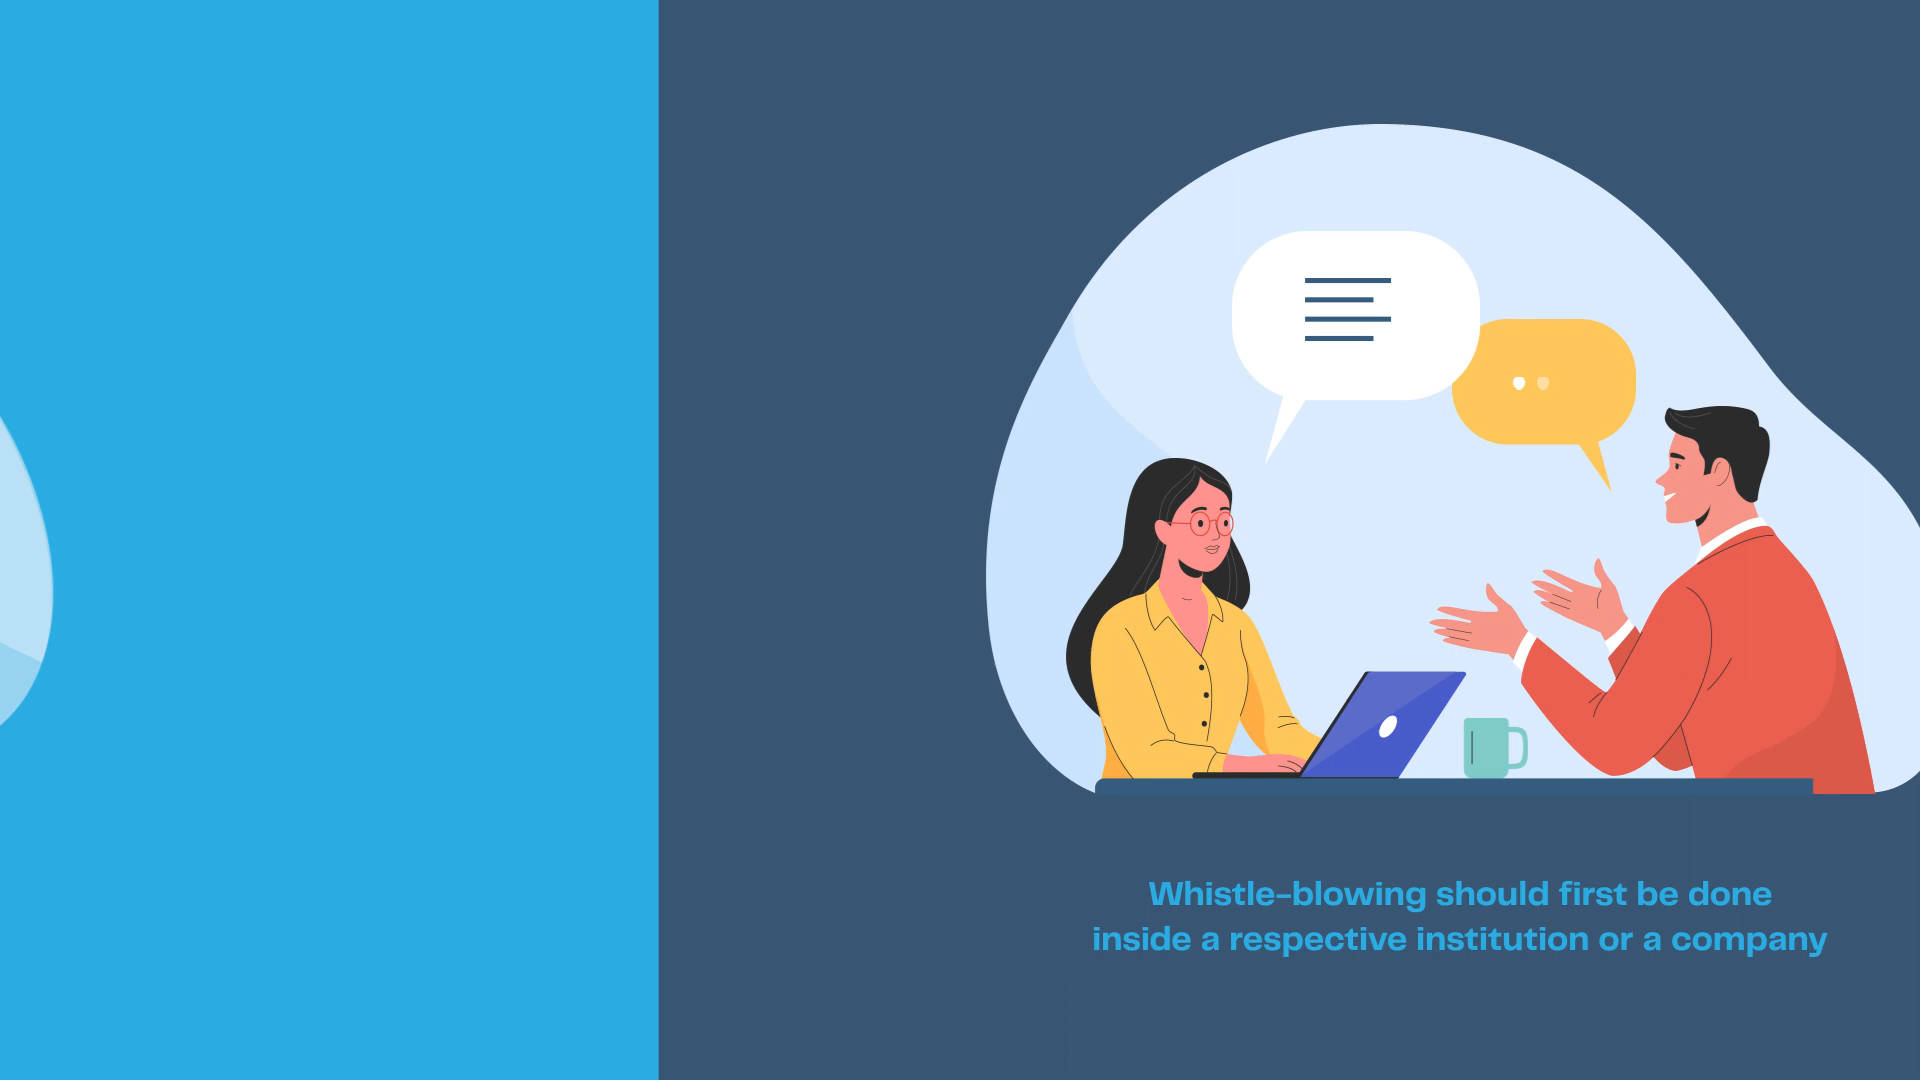 Whistle-blowing should first be done
inside a respective institution or a company